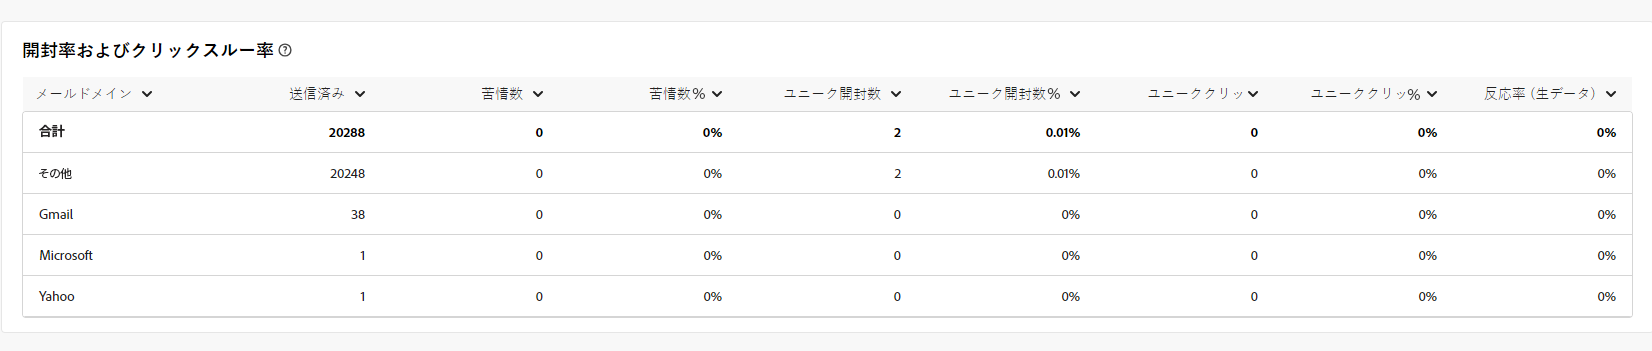 開封率およびクリックスルー率
メールドメイン 送信済み 苦情数 苦情数% ユニーク開封数 ユニーク開封数% ユニーククリッ ユニーククリッ% 反応率（生データ）
合計 20288 0 0% 2 0.01% 0 0% 0%
その他 20248 0 0% 2 0.01% 0 0% 0%
Gmail 38 0 0% 0 0% 0 0% 0%
Microsoft 1 0 0% 0 0% 0 0% 0%
Yahoo 1 0 0% 0 0% 0 0% 0%